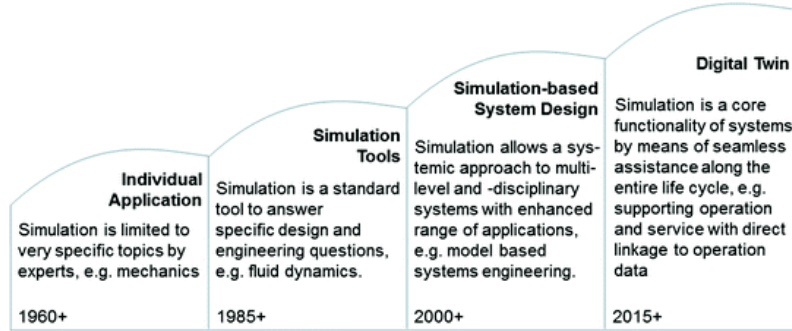 Individual
Application
Simulation is limited to
very specific topics by
experts, e.g. mechanics
1960+
Simulation
Tools
Simulation is a standard
tool to answer
specific design and
engineering questions,
e.g. fluid dynamics.
1985+
Simulation-based
System Design
Simulation allows a sys-
temic approach to multi-
level and -disciplinary
systems with enhanced
range of applications,
e.g. model based
systems engineering.
2000+
Digital Twin
Simulation is a core
functionality of systems
by means of seamless
assistance along the
entire life cycle, e.g.
supporting operation
and service with direct
linkage to operation
data
2015+